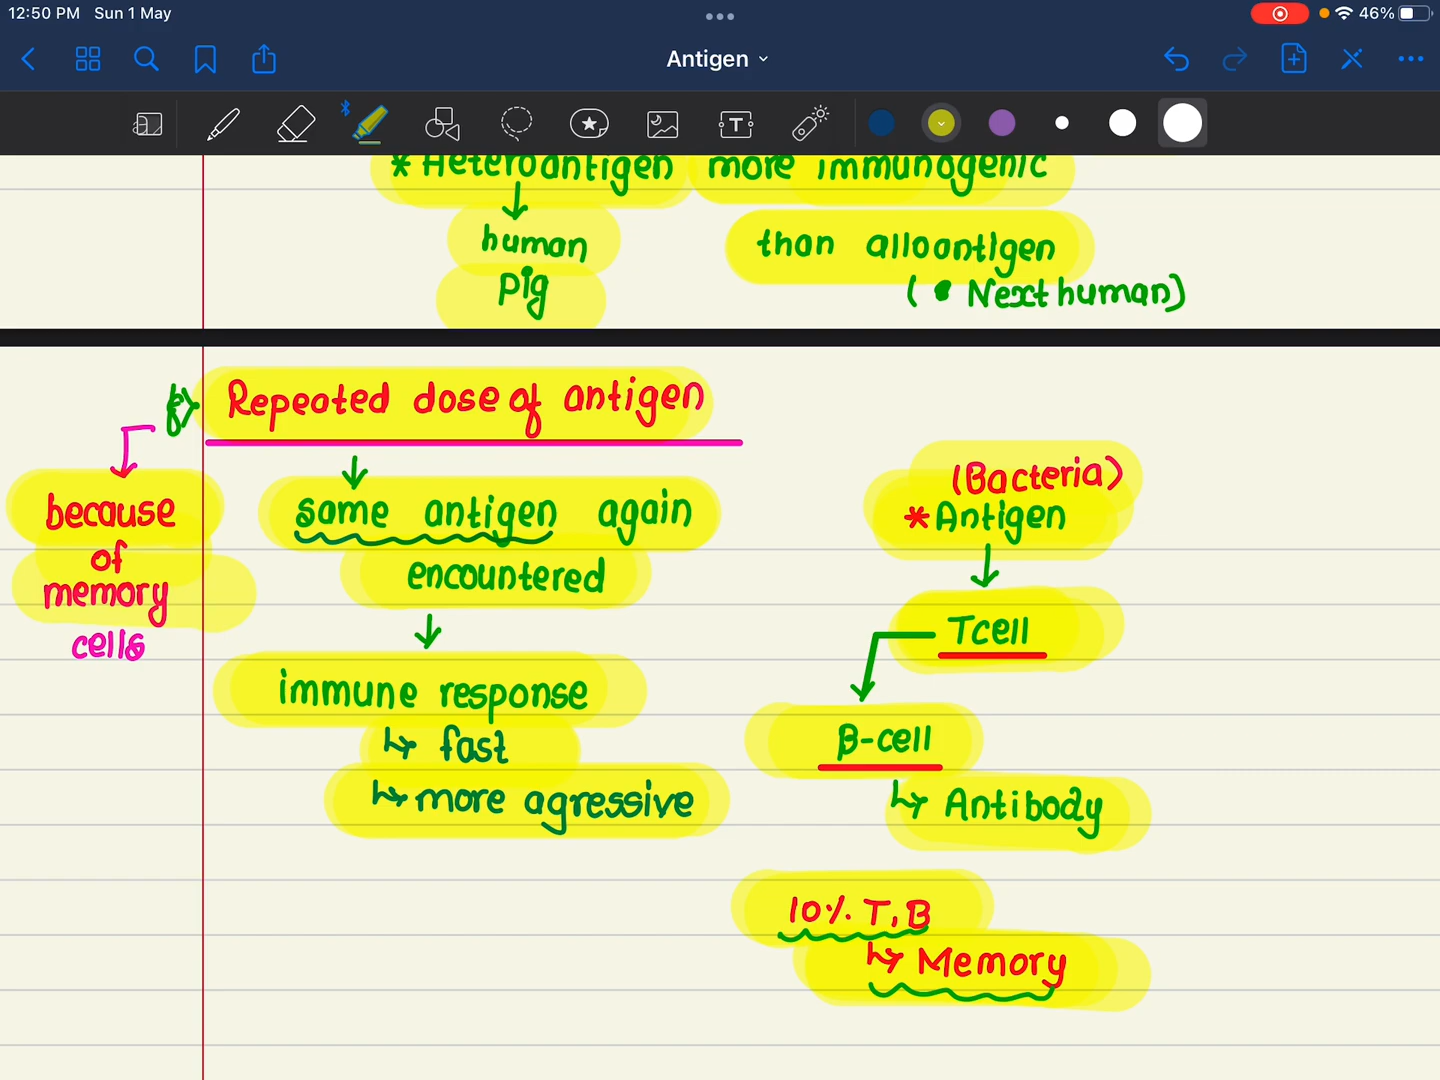 12:50 PM Sun 1 May
46%
Antigen
* Heteroantigen more immunogenic
human
than alloantigen
Pig
( Next human)
f> Repeated dose of antigen
because
of
memory
cells
same antigen again
encountered
immune response
fast
more agressive
(Bacteria)
* Antigen
Tcell
B-cell
Antibody
10% T, B
Memory